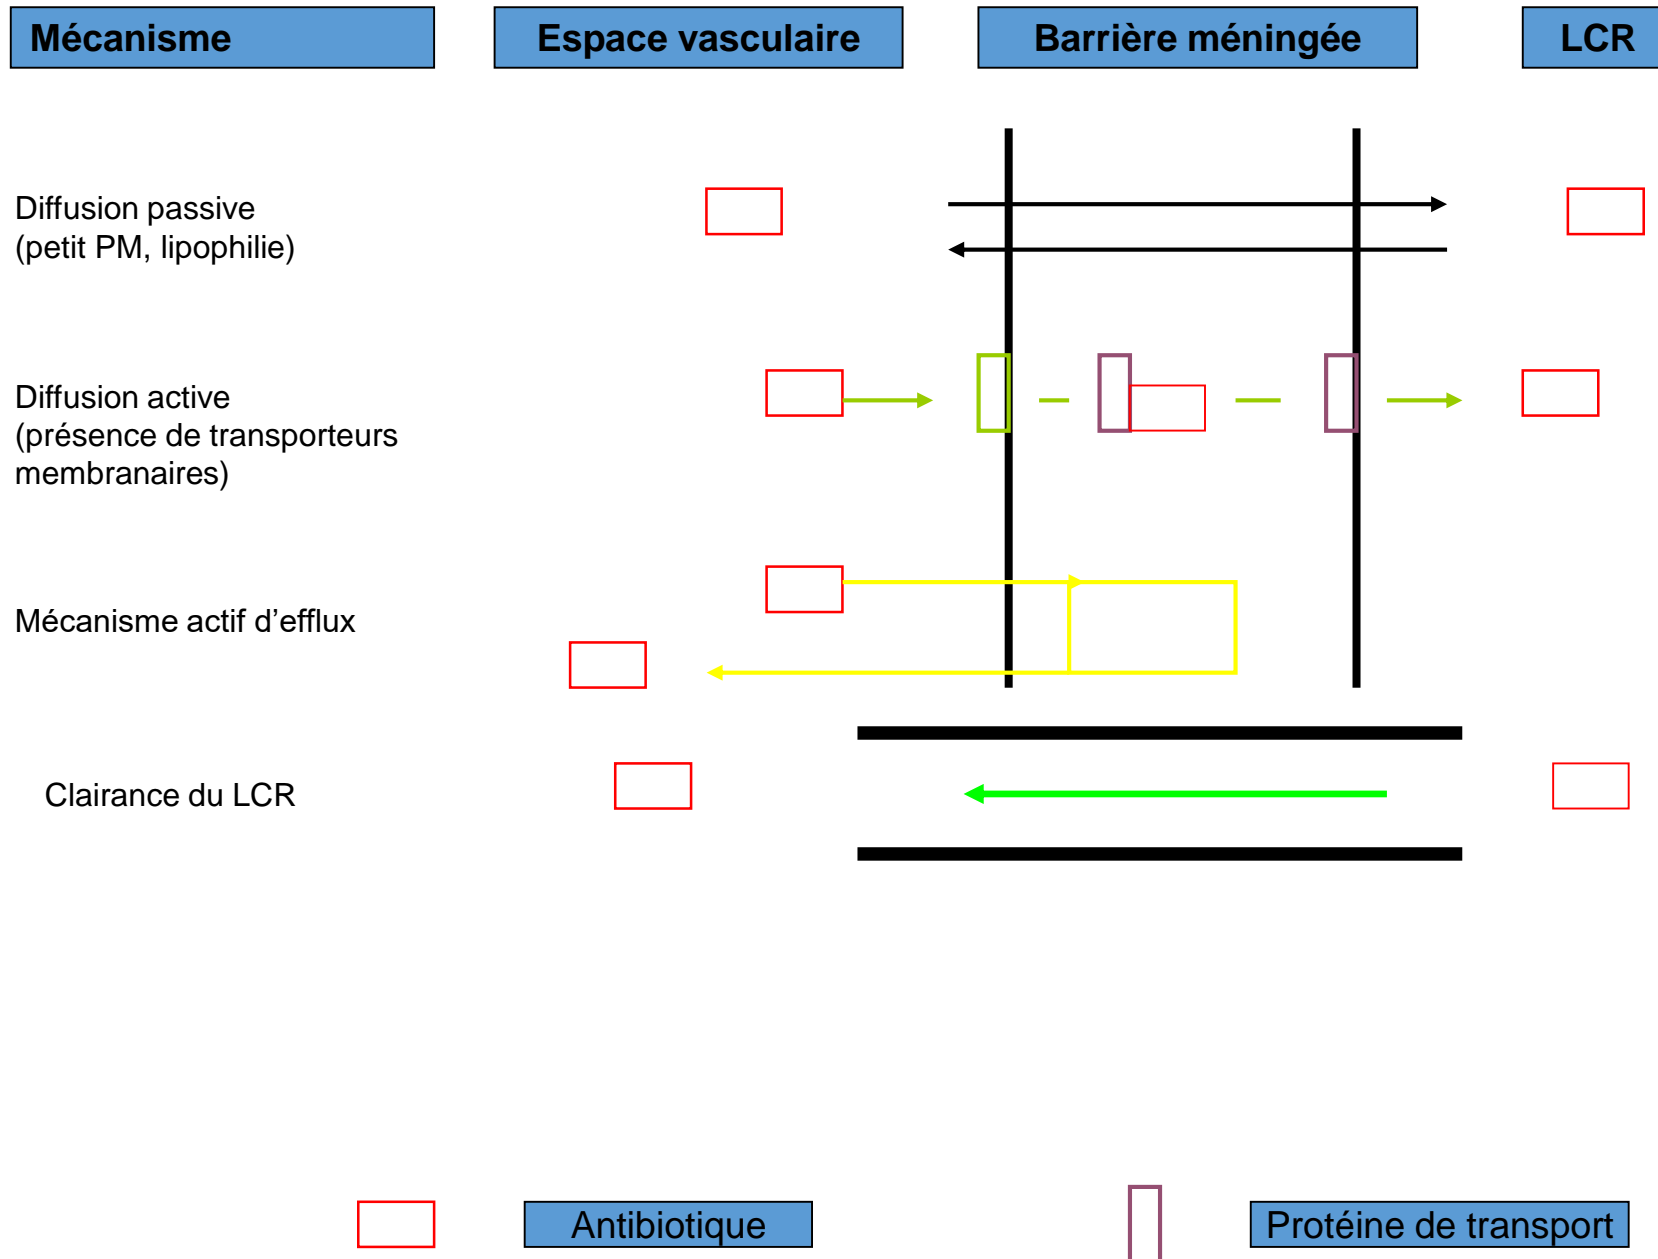 Mécanisme
Espace vasculaire
Barrière méningée
LCR
Diffusion passive
(petit PM, lipophilie)
Diffusion active
(présence de transporteurs
membranaires)
Mécanisme actif d’efflux
Clairance du LCR
Antibiotique
Protéine de transport